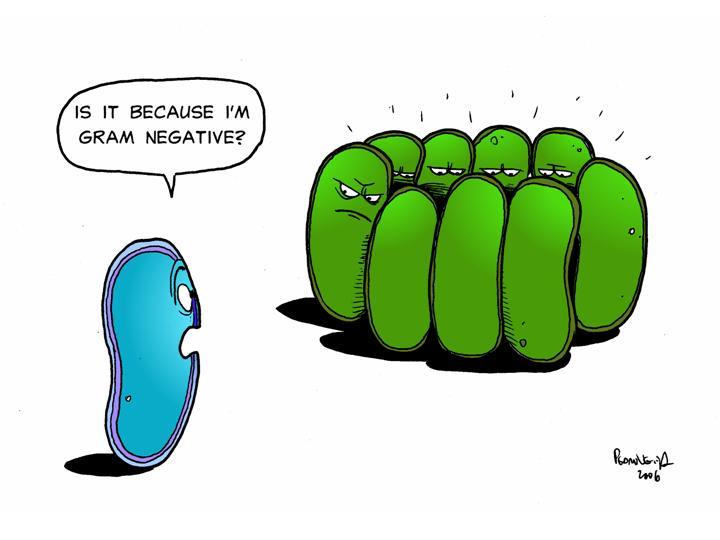 IS IT BECAUSE I'M
GRAM NEGATIVE?
2006